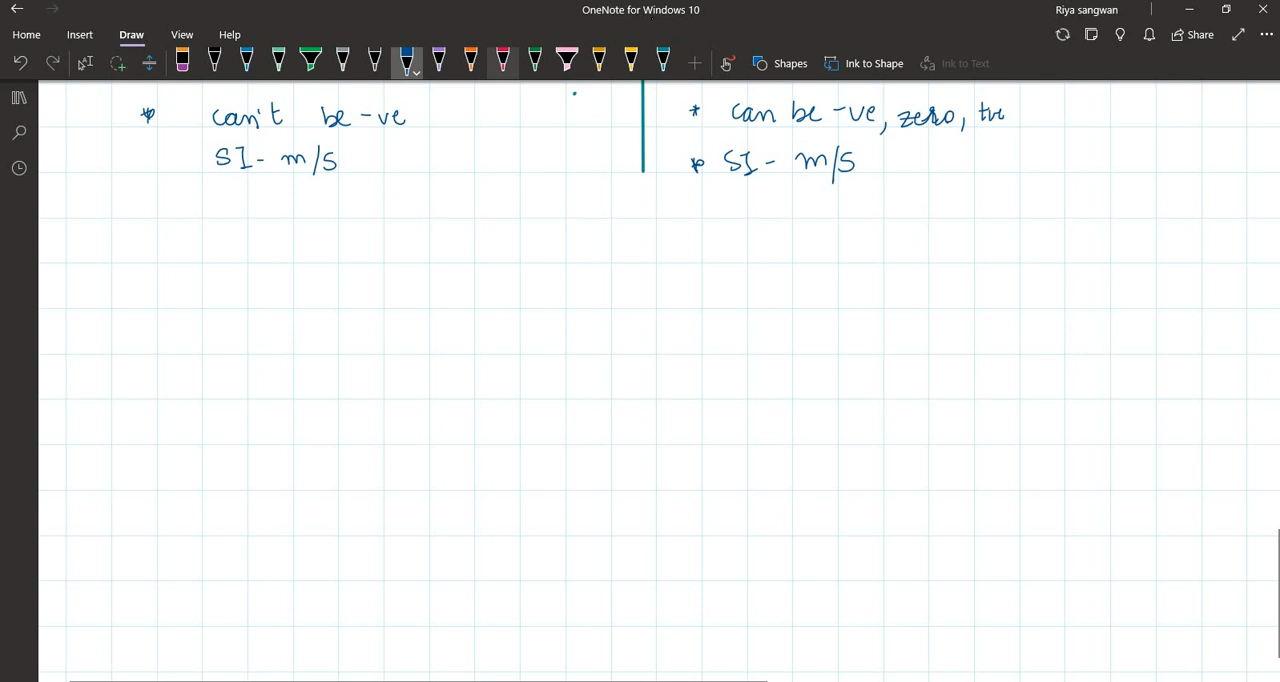 OneNote for Windows 10
Riya sangwan
Home Insert Draw View Help
Share
Shapes
Ink to Shape
Ink to Text
* can't be -ve
SI - m/s
* can be -ve, zero, +ve
* SI - m/s